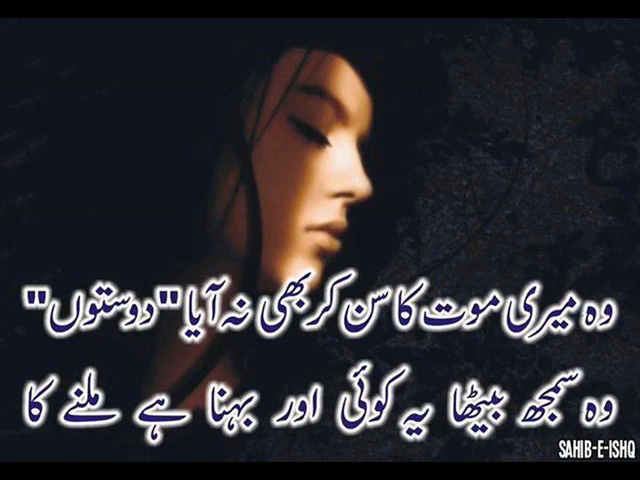 وہ میری موت کا سن کر بھی نہ آیا "دوستوں"
وہ سمجھ بیٹھا یہ کوئی اور بہنا ہے ملنے کا
SAHIB-E-ISHQ